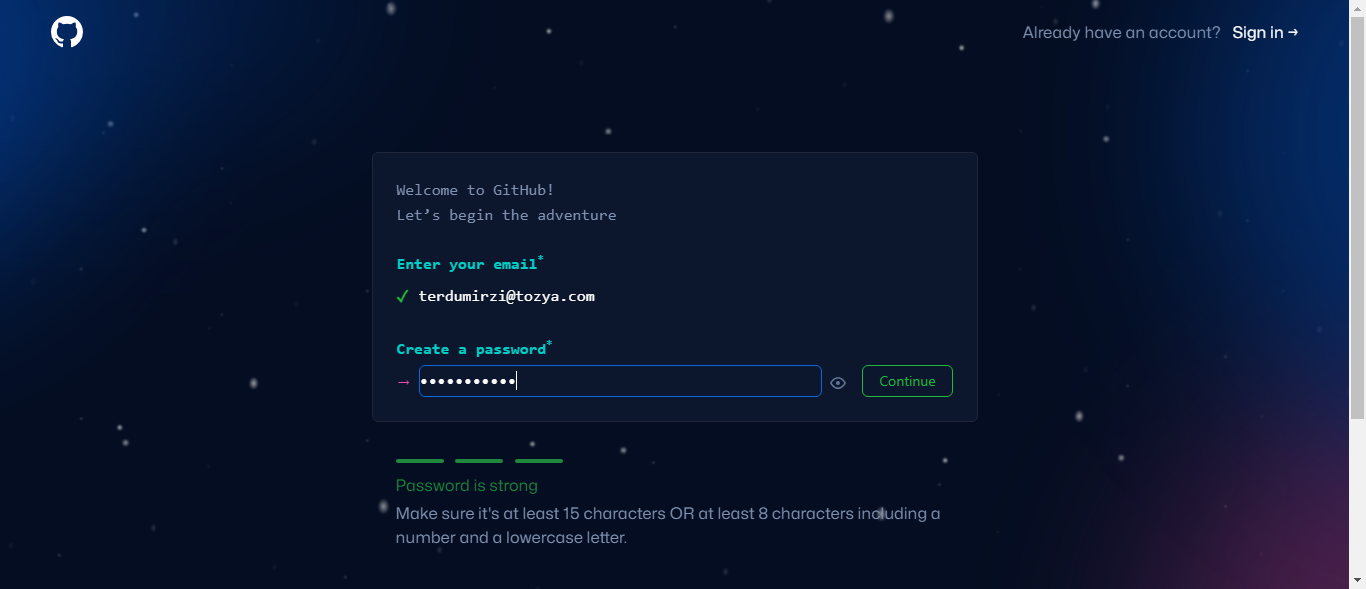 Already have an account? Sign in →
Welcome to GitHub!
Let’s begin the adventure
Enter your email*
✓ terdumirzi@tozya.com
Create a password*
→ ••••••••••• Continue
Password is strong
Make sure it's at least 15 characters OR at least 8 characters including a
number and a lowercase letter.